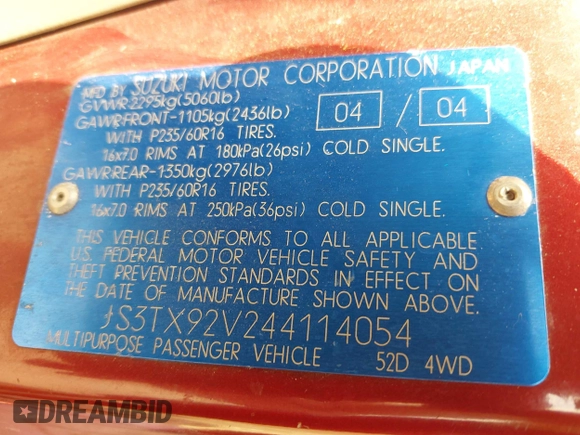 MFD BY SUZUKI MOTOR CORPORATION JAPAN
GVWR-2295kg(5060lb)
GAWR:FRONT-1105kg(2436lb) 04 / 04
WITH P235/60R16 TIRES.
16x7.0 RIMS AT 180kPa(26psi) COLD SINGLE.
GAWR:REAR-1350kg(2976lb)
WITH P235/60R16 TIRES.
16x7.0 RIMS AT 250kPa(36psi) COLD SINGLE.
THIS VEHICLE CONFORMS TO ALL APPLICABLE
U.S. FEDERAL MOTOR VEHICLE SAFETY AND
THEFT PREVENTION STANDARDS IN EFFECT ON
THE DATE OF MANUFACTURE SHOWN ABOVE.
JS3TX92V244114054
MULTIPURPOSE PASSENGER VEHICLE 52D 4WD
DREAMBID